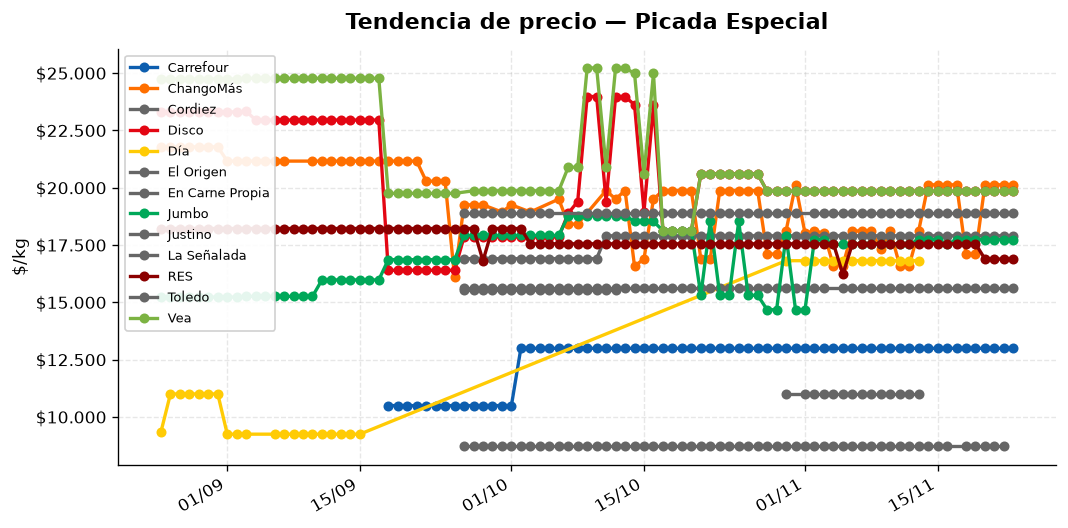 Tendencia de precio — Picada Especial
$/kg
$25.000
$22.500
$20.000
$17.500
$15.000
$12.500
$10.000
Carrefour
ChangoMás
Cordiez
Disco
Día
El Origen
En Carne Propia
Jumbo
Justino
La Señalada
RES
Toledo
Vea
01/09
15/09
01/10
15/10
01/11
15/11